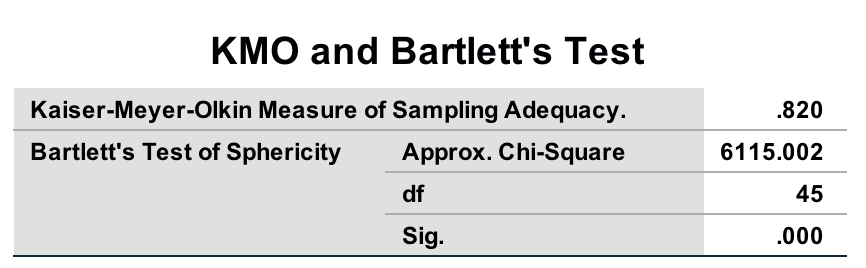 KMO and Bartlett's Test
Kaiser-Meyer-Olkin Measure of Sampling Adequacy. .820
Bartlett's Test of Sphericity Approx. Chi-Square 6115.002
df 45
Sig. .000